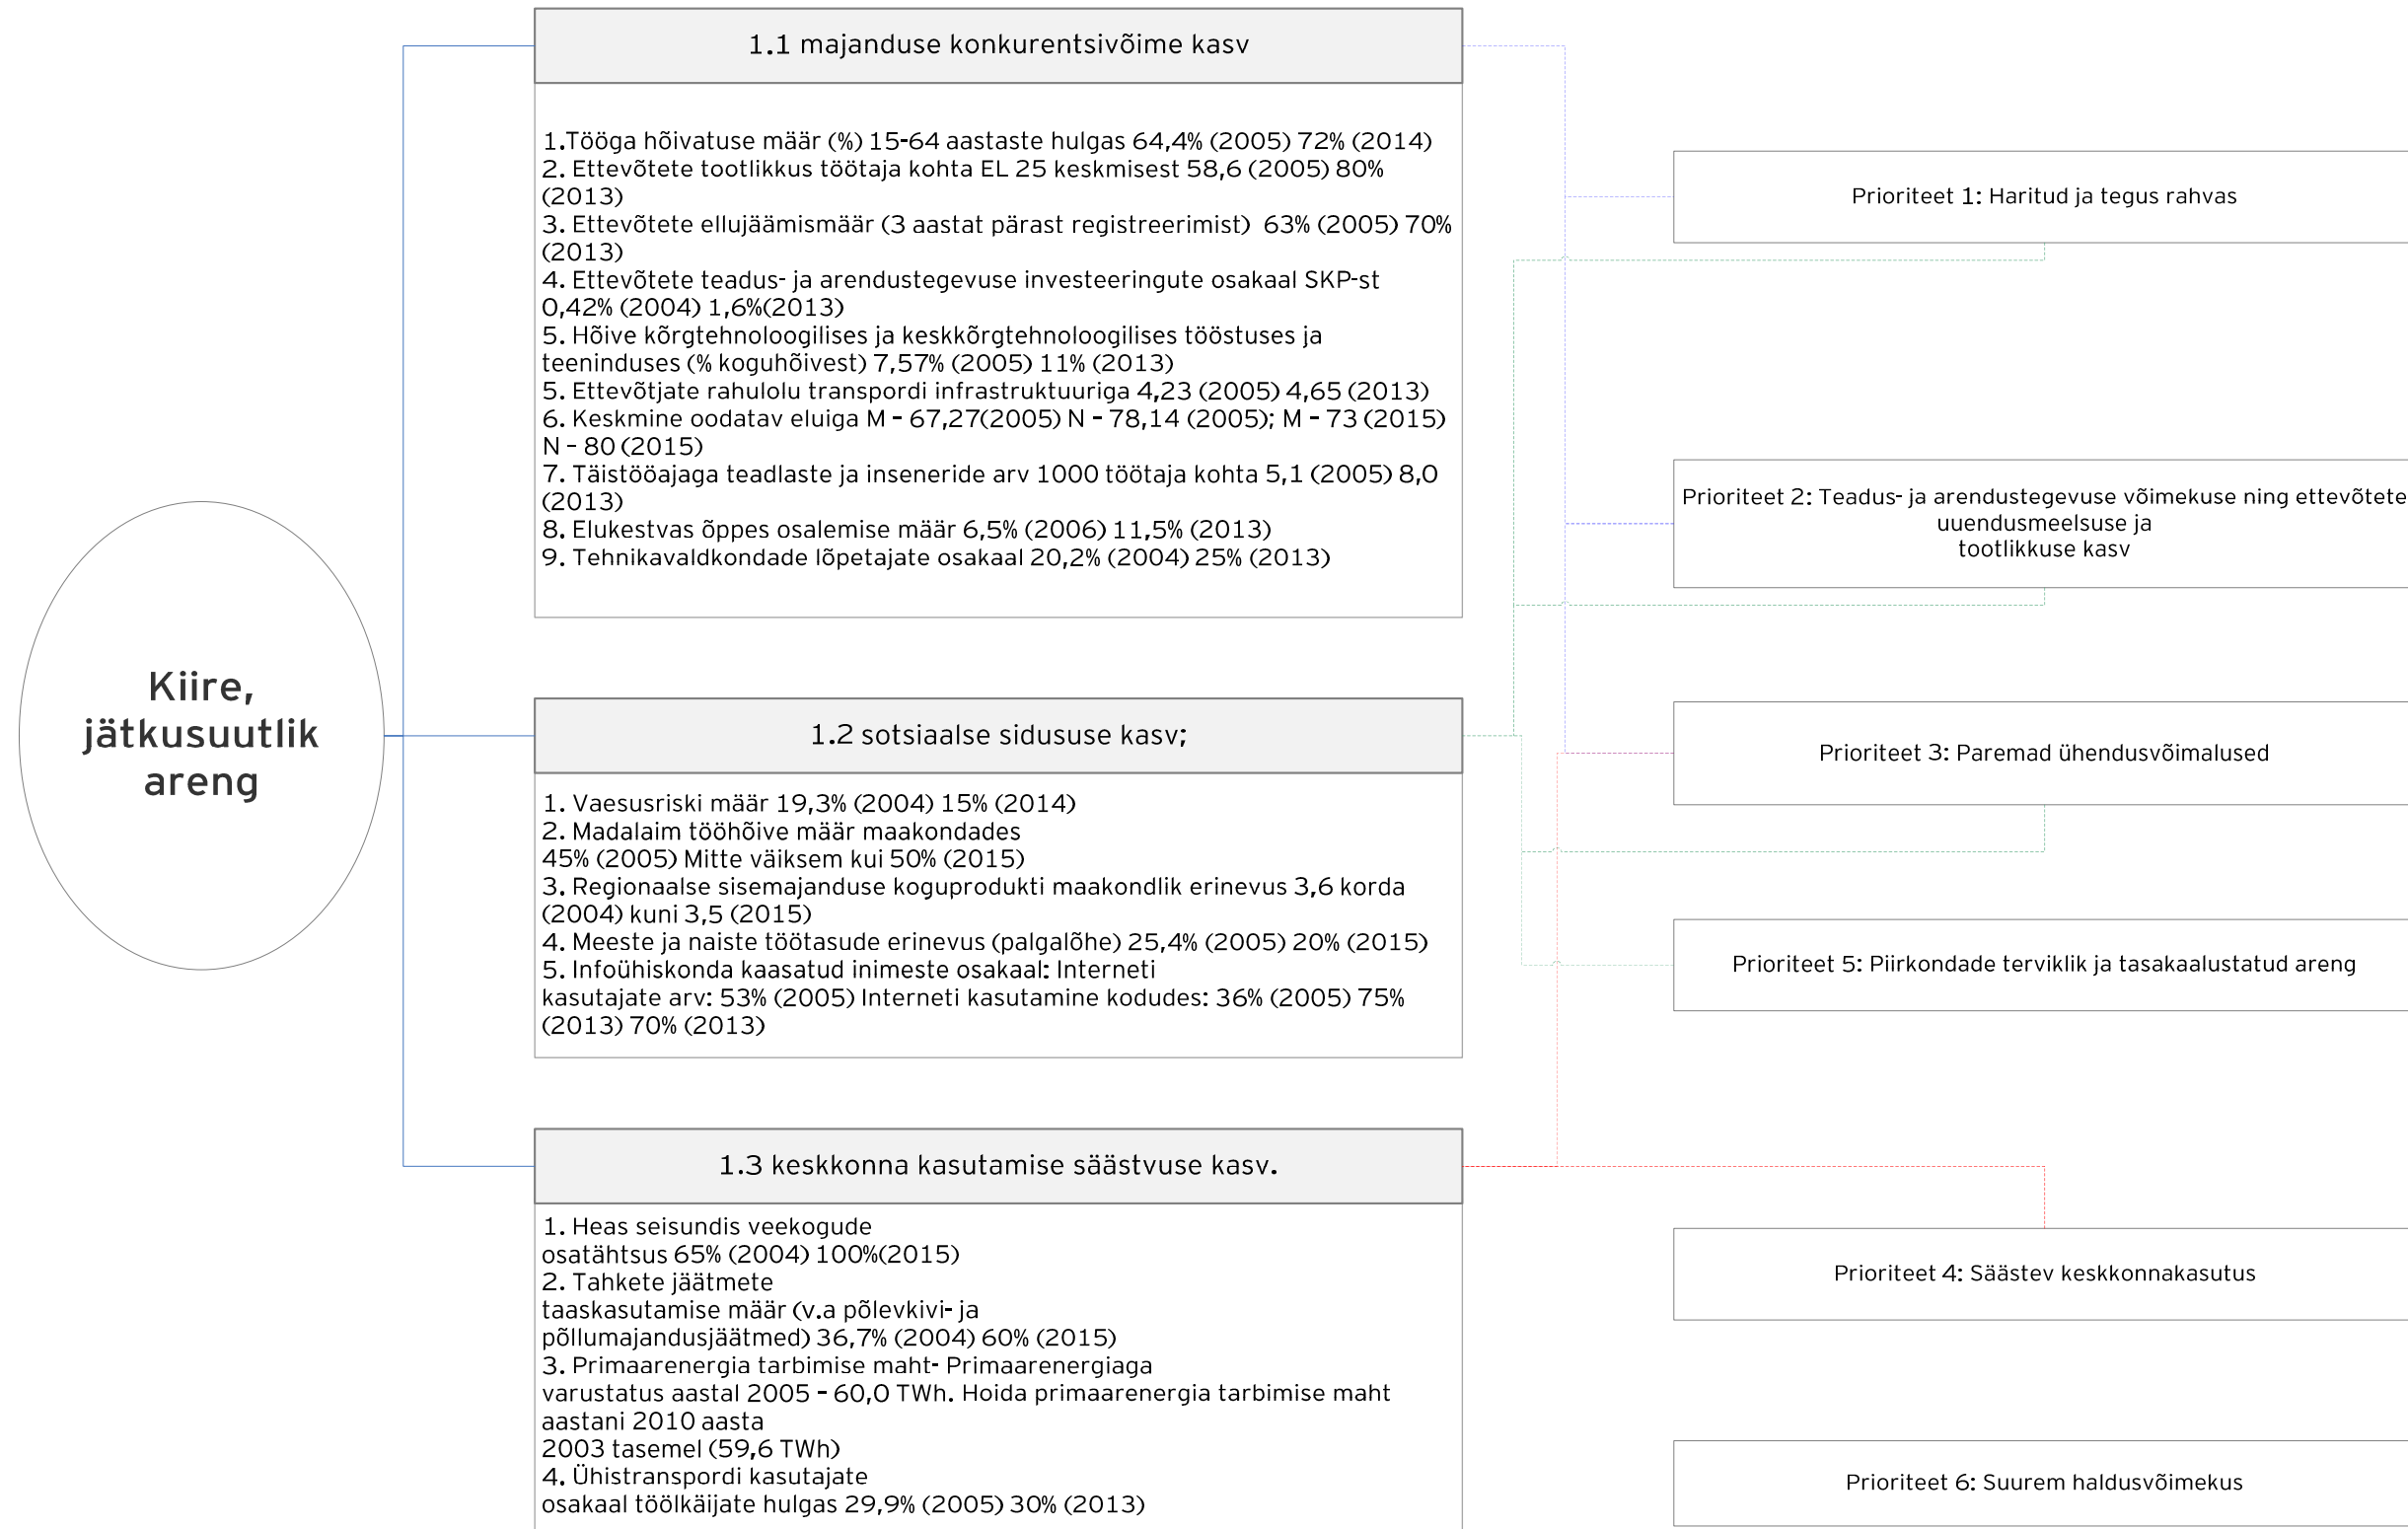 Kiire,
jätkusuutlik
areng
1.1 majanduse konkurentsivõime kasv
1.Tööga hõivatuse määr (%) 15-64 aastaste hulgas 64,4% (2005) 72% (2014)
2. Ettevõtete tootlikkus töötaja kohta EL 25 keskmisest 58,6 (2005) 80%
(2013)
3. Ettevõtete ellujäämismäär (3 aastat pärast registreerimist)  63% (2005) 70%
(2013)
4. Ettevõtete teadus- ja arendustegevuse investeeringute osakaal SKP-st
0,42% (2004) 1,6%(2013)
5. Hõive kõrgtehnoloogilises ja keskkõrgtehnoloogilises tööstuses ja
teeninduses (% koguhõivest) 7,57% (2005) 11% (2013)
5. Ettevõtjate rahulolu transpordi infrastruktuuriga 4,23 (2005) 4,65 (2013)
6. Keskmine oodatav eluiga M – 67,27(2005) N – 78,14 (2005); M – 73 (2015)
N – 80 (2015)
7. Täistööajaga teadlaste ja inseneride arv 1000 töötaja kohta 5,1 (2005) 8,0
(2013)
8. Elukestvas õppes osalemise määr 6,5% (2006) 11,5% (2013)
9. Tehnikavaldkondade lõpetajate osakaal 20,2% (2004) 25% (2013)
1.2 sotsiaalse sidususe kasv;
1. Vaesusriski määr 19,3% (2004) 15% (2014)
2. Madalaim tööhõive määr maakondades
45% (2005) Mitte väiksem kui 50% (2015)
3. Regionaalse sisemajanduse koguprodukti maakondlik erinevus 3,6 korda
(2004) kuni 3,5 (2015)
4. Meeste ja naiste töötasude erinevus (palgalõhe) 25,4% (2005) 20% (2015)
5. Infoühiskonda kaasatud inimeste osakaal: Interneti
kasutajate arv: 53% (2005) Interneti kasutamine kodudes: 36% (2005) 75%
(2013) 70% (2013)
1.3 keskkonna kasutamise säästvuse kasv.
1. Heas seisundis veekogude
osatähtsus 65% (2004) 100%(2015)
2. Tahkete jäätmete
taaskasutamise määr (v.a põlevkivi- ja
põllumajandusjäätmed) 36,7% (2004) 60% (2015)
3. Primaarenergia tarbimise maht- Primaarenergiaga
varustatus aastal 2005 – 60,0 TWh. Hoida primaarenergia tarbimise maht
aastani 2010 aasta
2003 tasemel (59,6 TWh)
4. Ühistranspordi kasutajate
osakaal töölkäijate hulgas 29,9% (2005) 30% (2013)
Prioriteet 1: Haritud ja tegus rahvas
Prioriteet 2: Teadus- ja arendustegevuse võimekuse ning ettevõtete
uuendusmeelsuse ja
tootlikkuse kasv
Prioriteet 3: Paremad ühendusvõimalused
Prioriteet 5: Piirkondade terviklik ja tasakaalustatud areng
Prioriteet 4: Säästev keskkonnakasutus
Prioriteet 6: Suurem haldusvõimekus